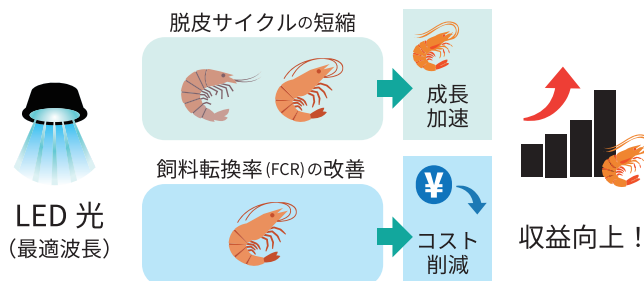 脱皮サイクルの短縮
成長
加速
飼料転換率(FCR)の改善
¥
コスト
削減
LED 光
（最適波長）
収益向上！